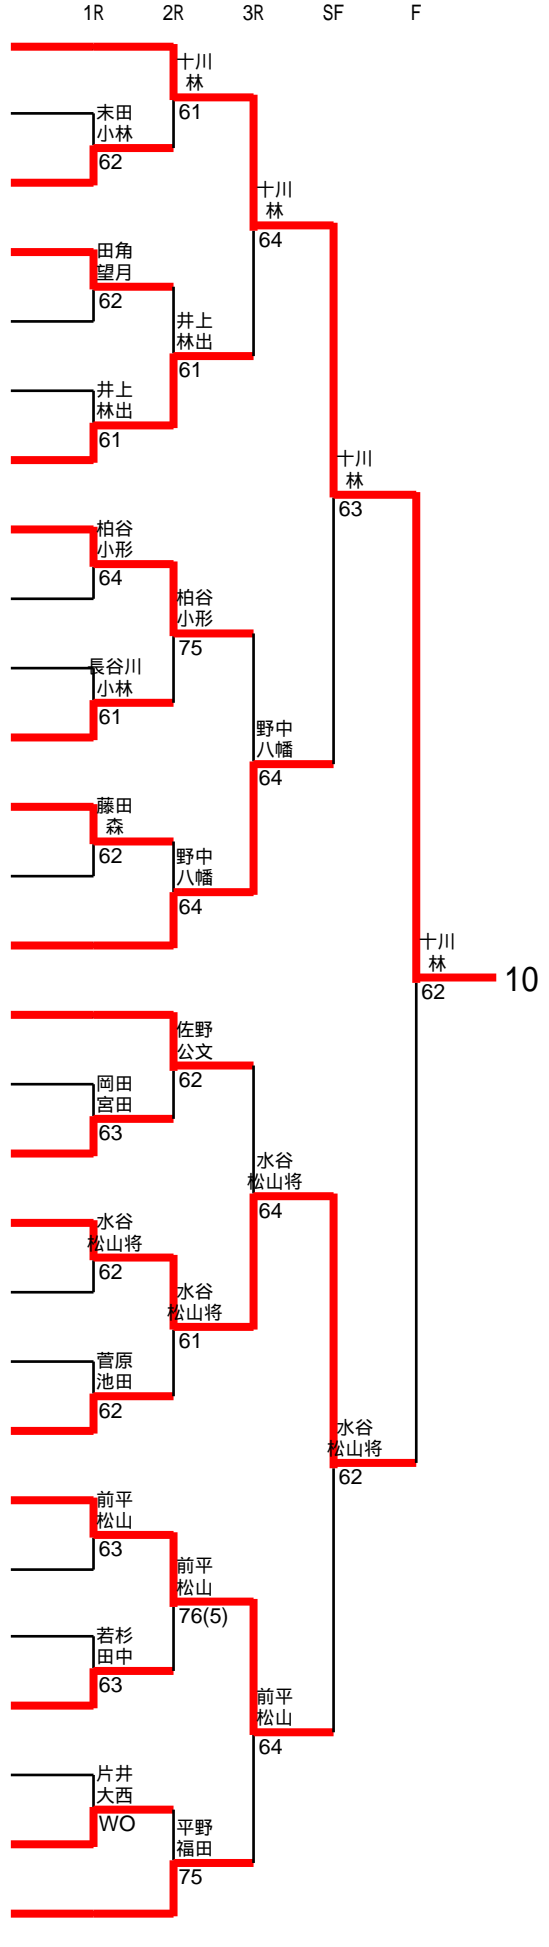 1R 2R 3R SF F
十川
林
61
末田
小林
62
十川
林
64
田角
望月
62
井上
林出
61
井上
林出
61
十川
林
63
柏谷
小形
64
柏谷
小形
75
長谷川
小林
61
野中
八幡
64
藤田
森
62
野中
八幡
64
十川
林
62
10
佐野
公文
62
岡田
宮田
63
水谷
松山将
64
水谷
松山将
62
水谷
松山将
61
菅原
池田
62
水谷
松山将
62
前平
松山
63
前平
松山
76(5)
若杉
田中
63
前平
松山
64
片井
大西
WO
平野
福田
75